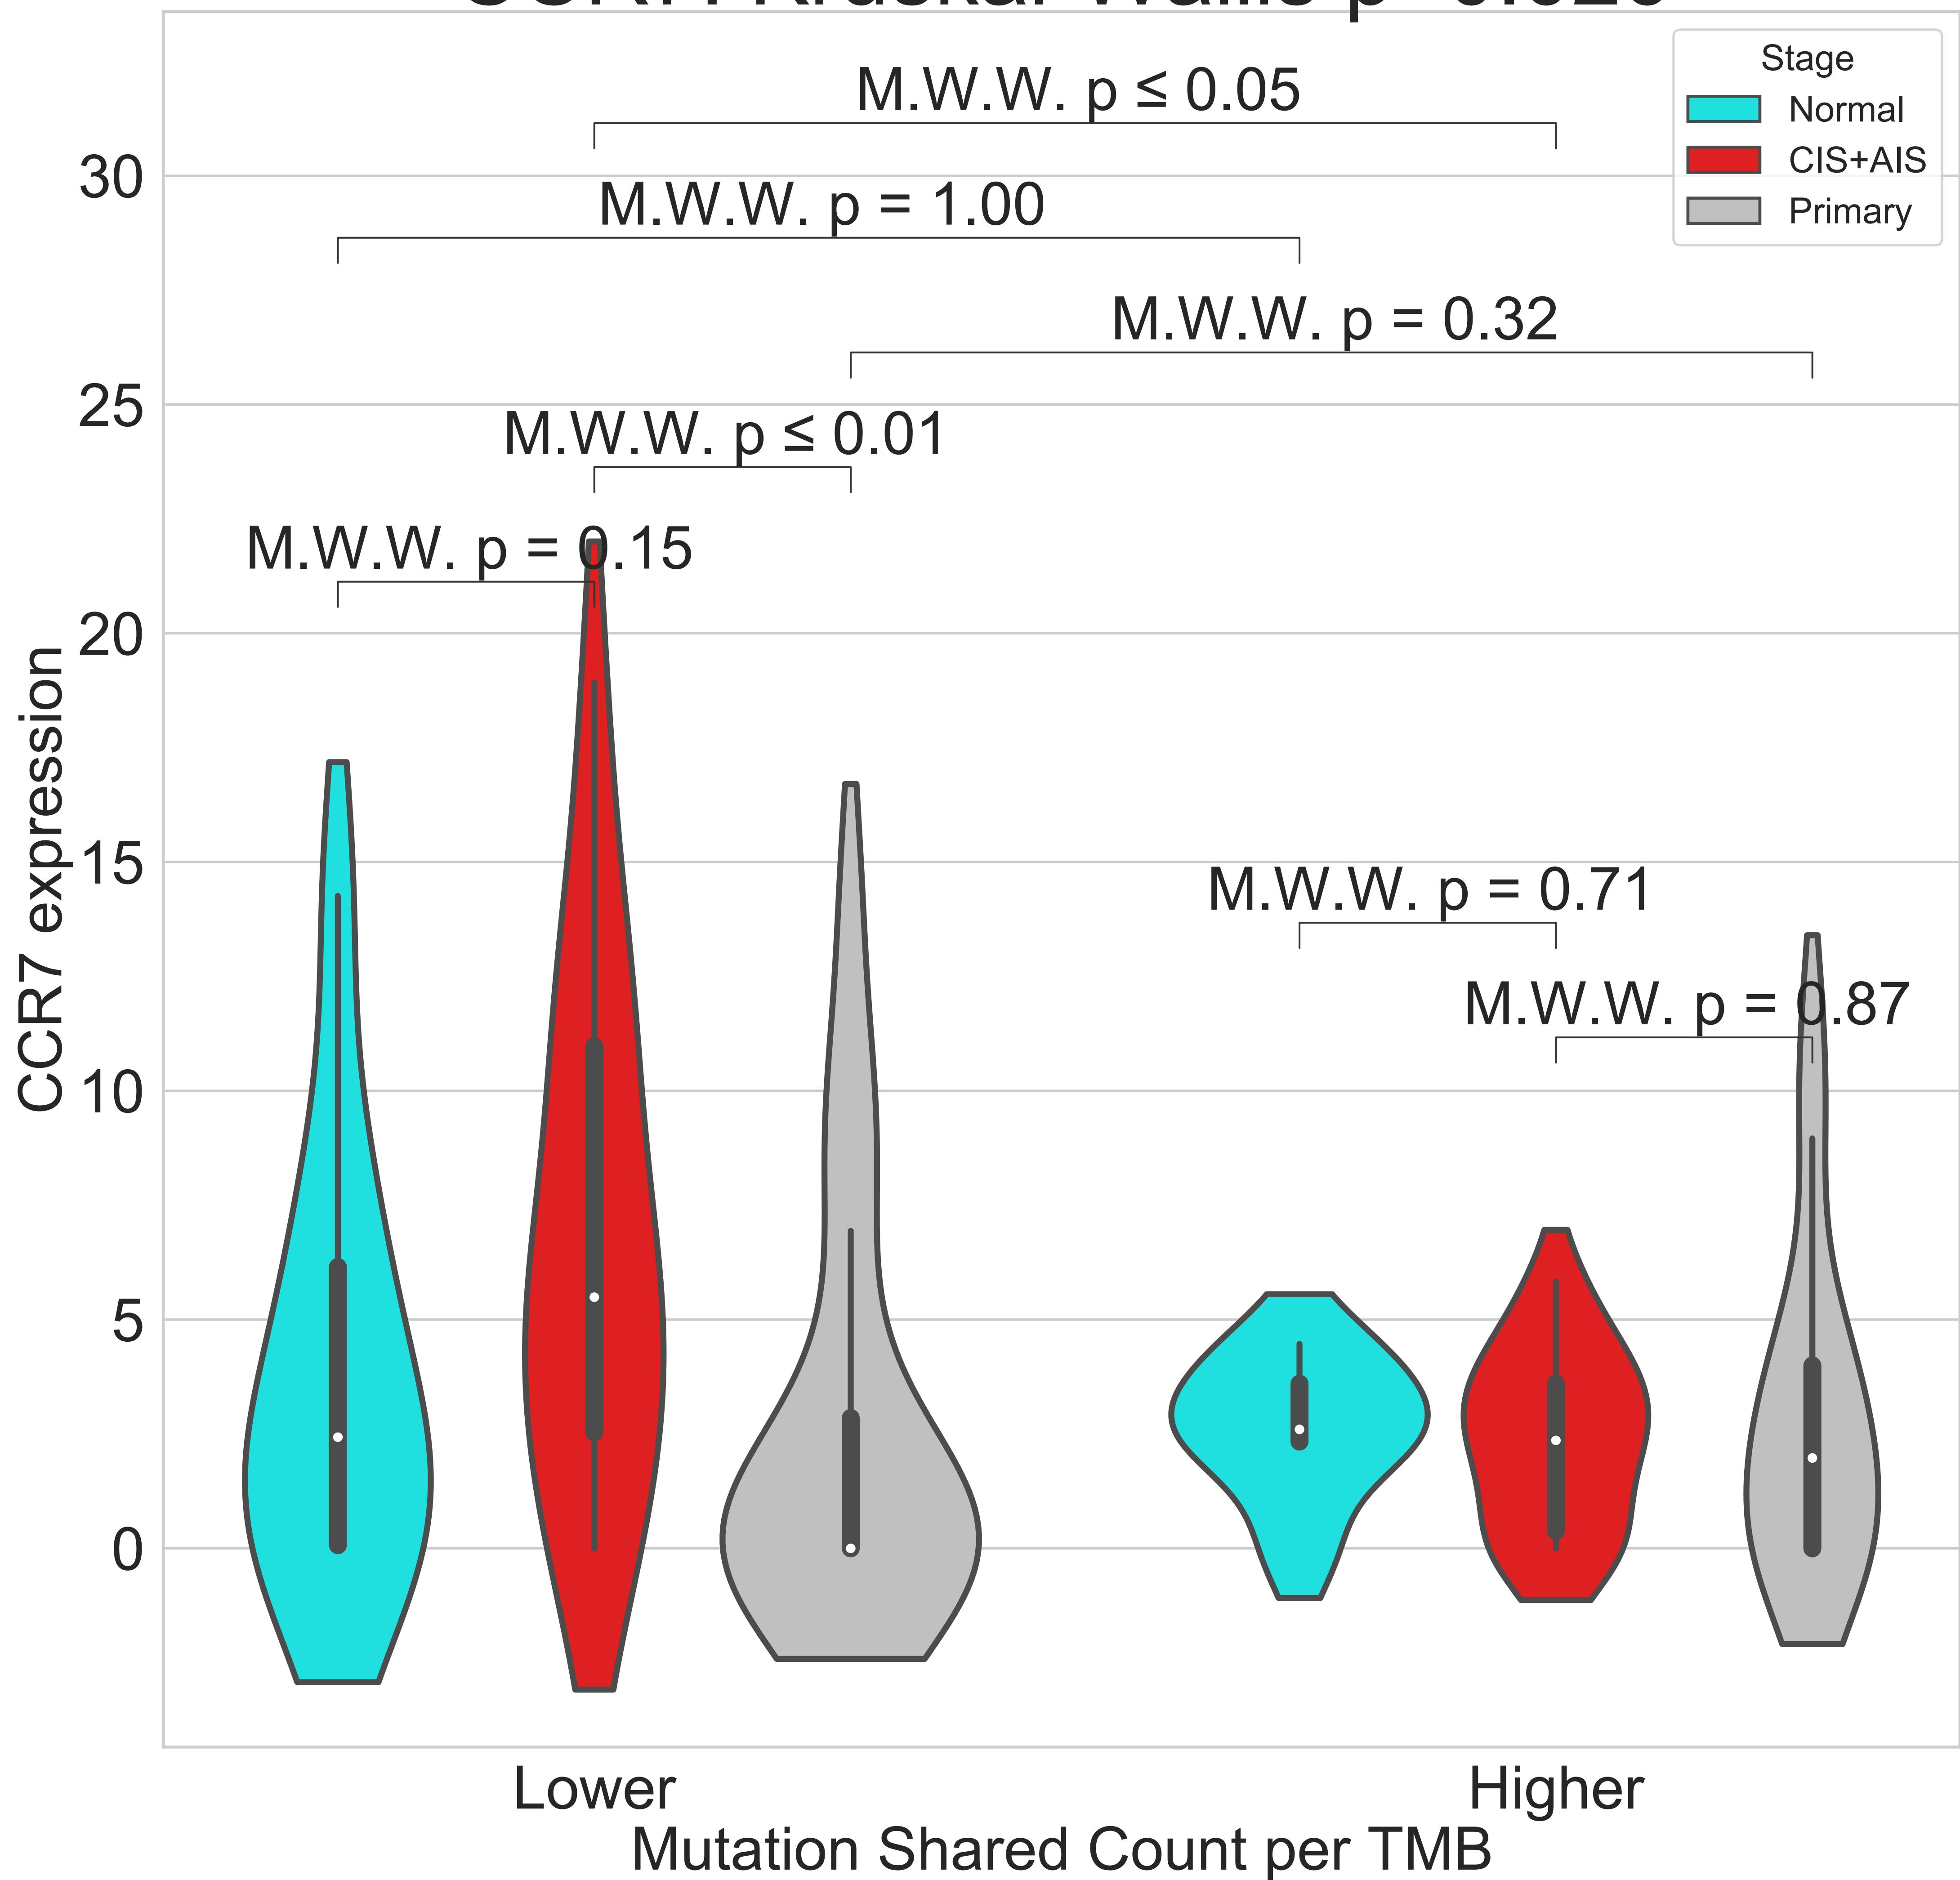 Stage
Normal
CIS+AIS
Primary
M.W.W. p ≤ 0.05
M.W.W. p = 1.00
M.W.W. p = 0.32
M.W.W. p ≤ 0.01
M.W.W. p = 0.15
M.W.W. p = 0.71
M.W.W. p = 0.87
CCR7 expression
30
25
20
15
10
5
0
Lower
Higher
Mutation Shared Count per TMB